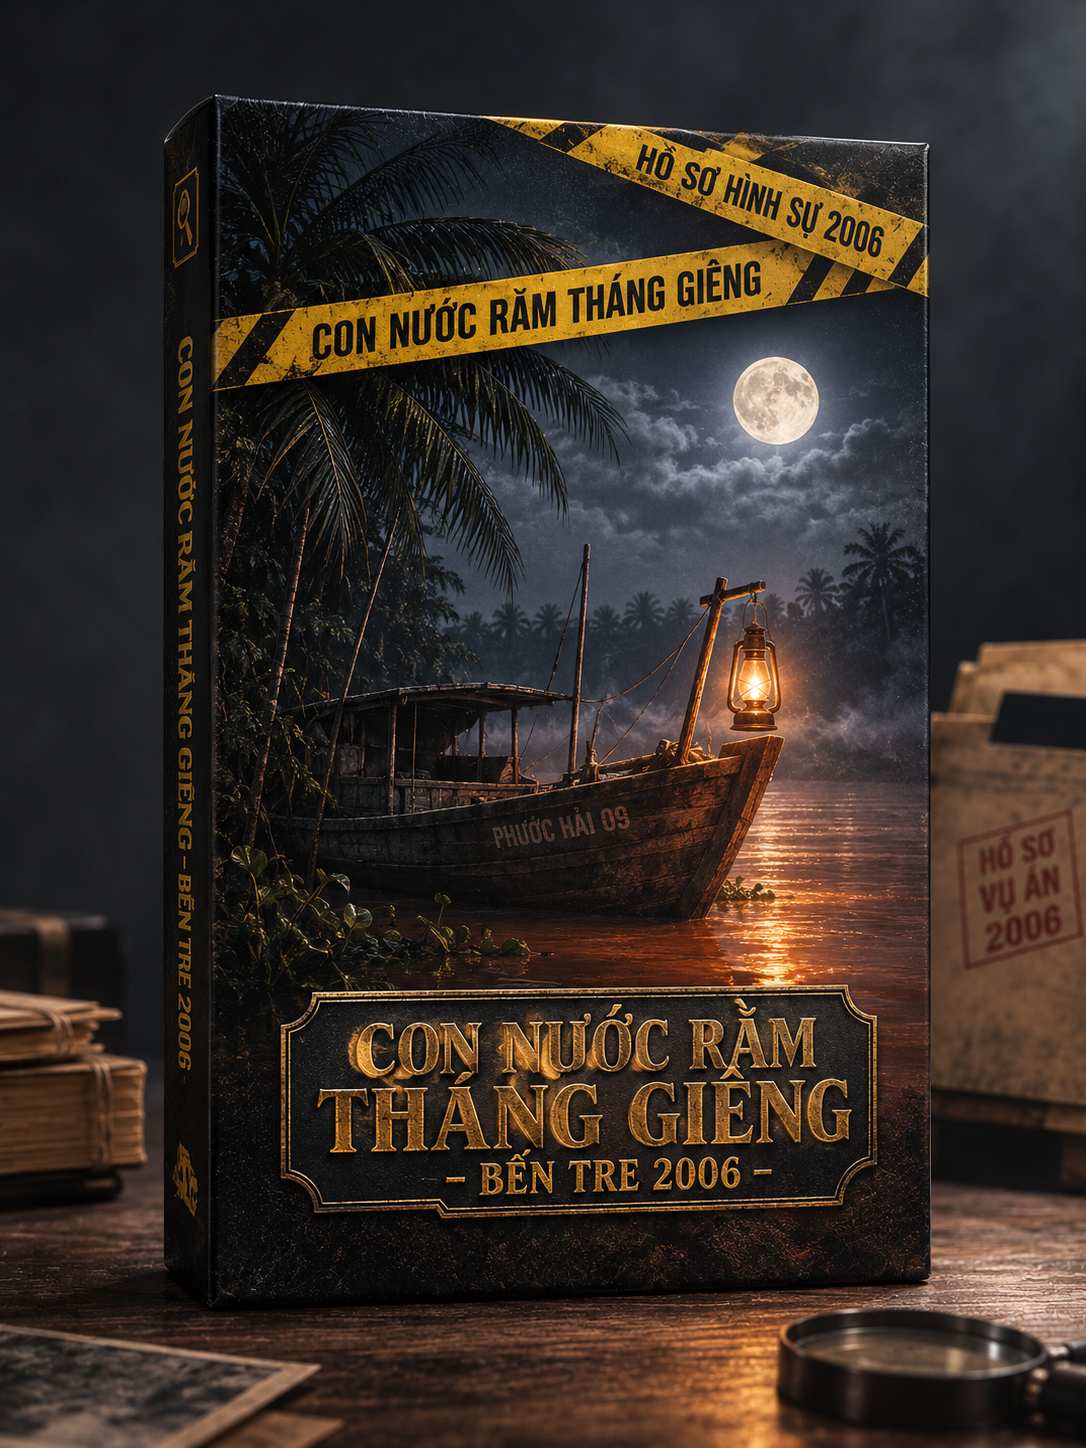 HỒ SƠ HÌNH SỰ 2006
CON NƯỚC RẰM THÁNG GIÊNG
CON NƯỚC RẰM THÁNG GIÊNG – BẾN TRE 2006
PHƯỚC HẢI 09
HỒ SƠ
VỤ ÁN
2006
CON NƯỚC RẰM
THÁNG GIÊNG
– BẾN TRE 2006 –